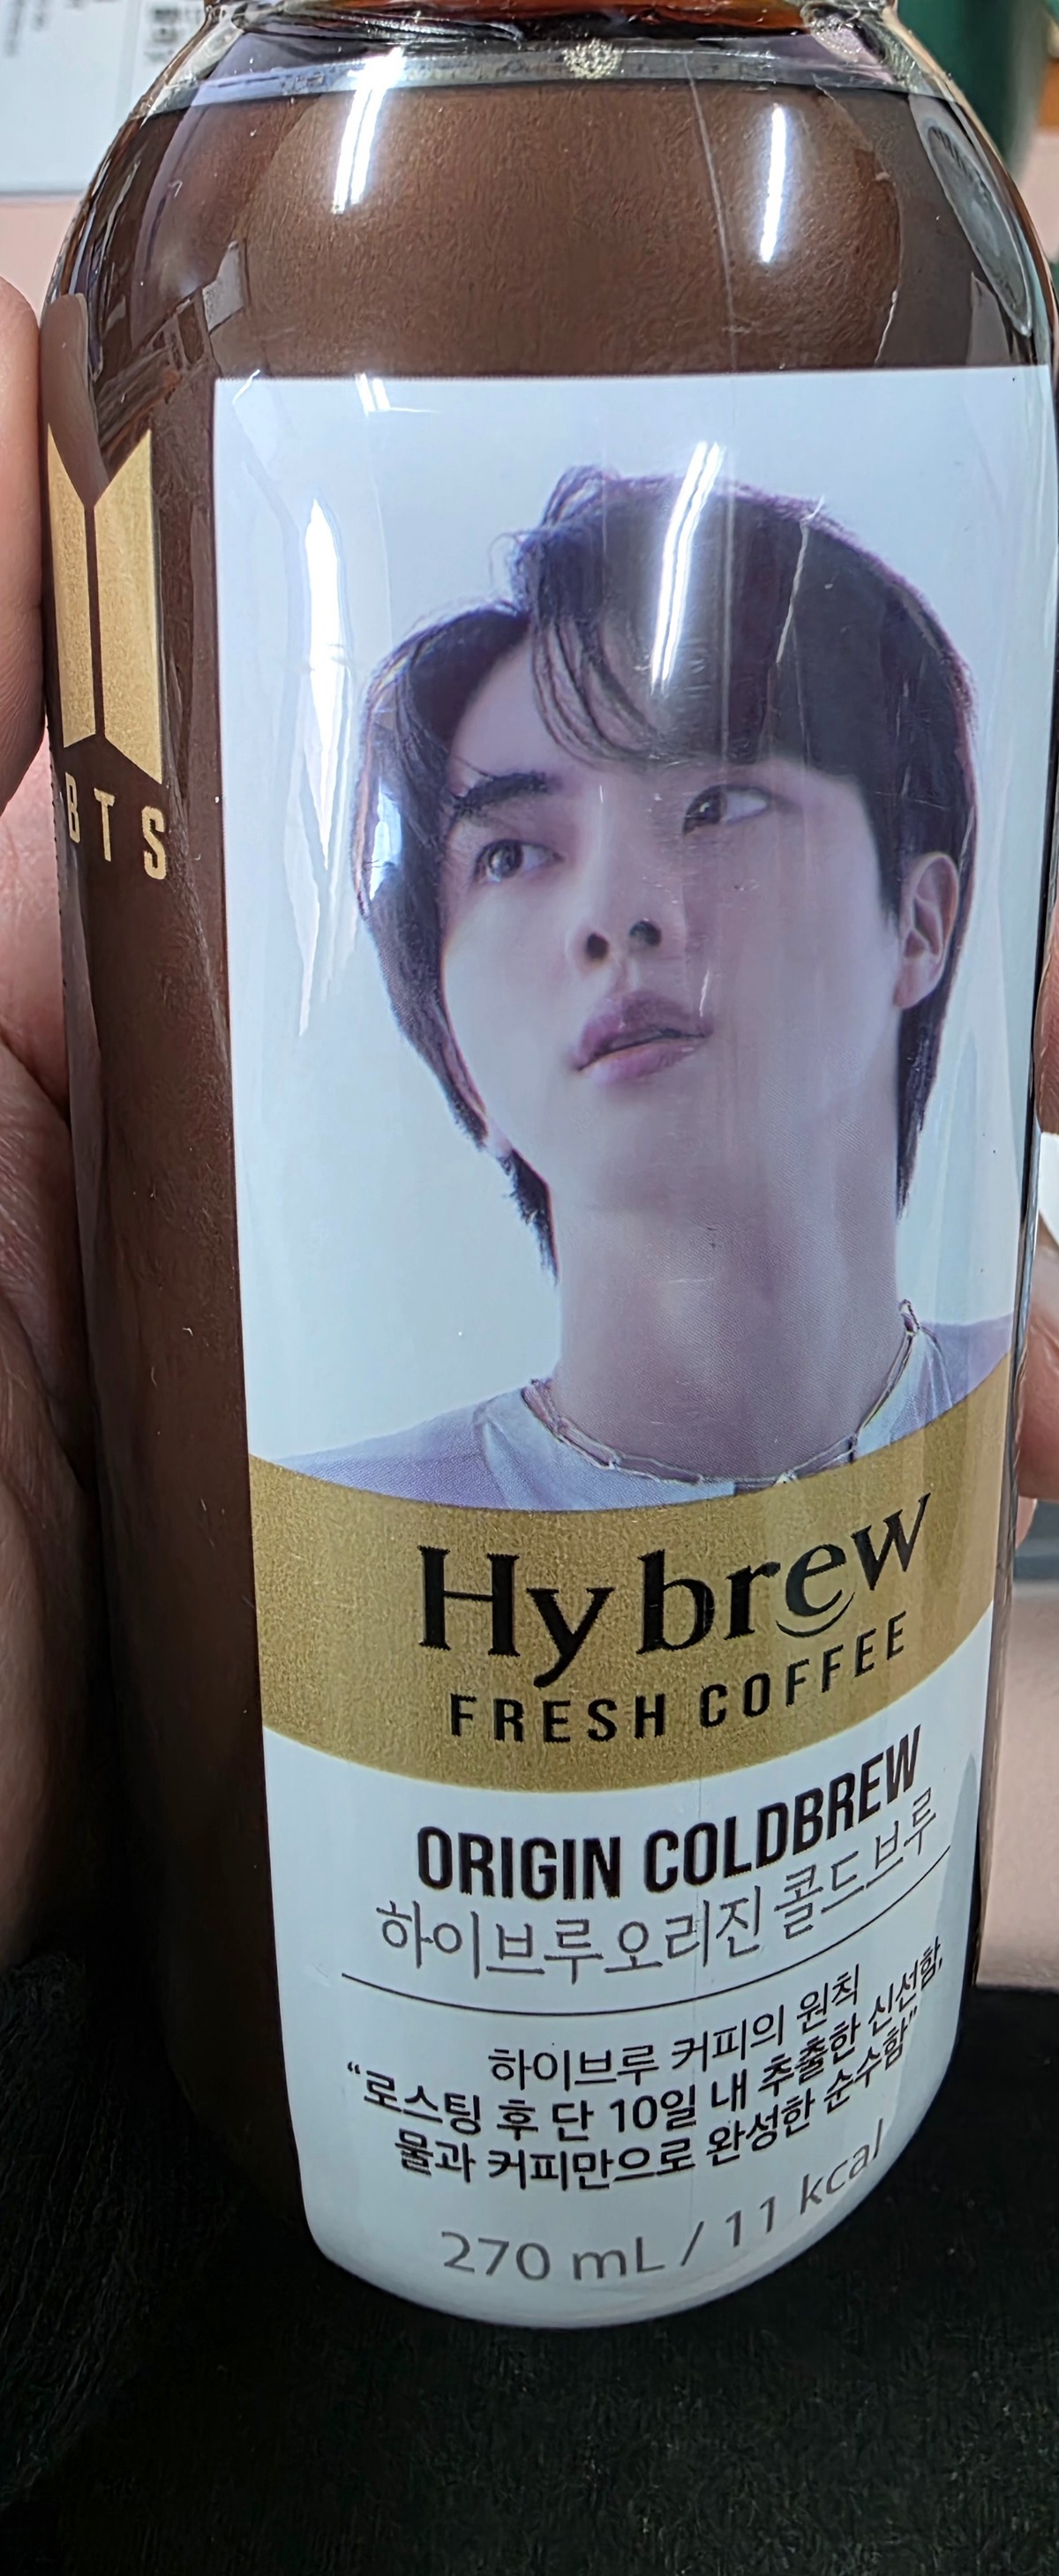 BTS
Hy brew
FRESH COFFEE
ORIGIN COLDBREW
하이브루 오리진 콜드브루
하이브루 커피의 원칙
“로스팅 후 단 10일 내 추출한 신선함,
물과 커피만으로 완성한 순수함”
270 mL / 11 kcal